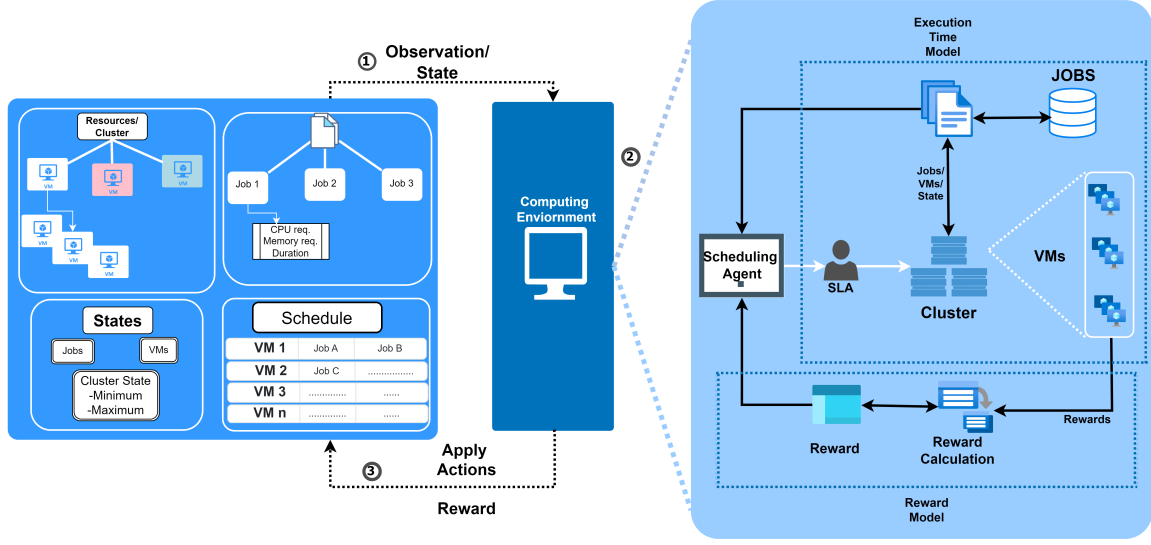 1
Observation/
State
Resources/
Cluster
VM
VM
VM
VM
VM
VM
Job 1
Job 2
Job 3
CPU req.
Memory req.
Duration
States
Jobs
VMs
Cluster State
-Minimum
-Maximum
Schedule
VM 1 Job A Job B
VM 2 Job C ................
VM 3 .............. ......
VM n .............. ......
Computing
Enviornment
3
Apply
Actions
Reward
2
Execution
Time
Model
JOBS
Jobs/
VMs/
State
Scheduling
Agent
SLA
Cluster
VMs
Rewards
Reward
Reward
Calculation
Reward
Model